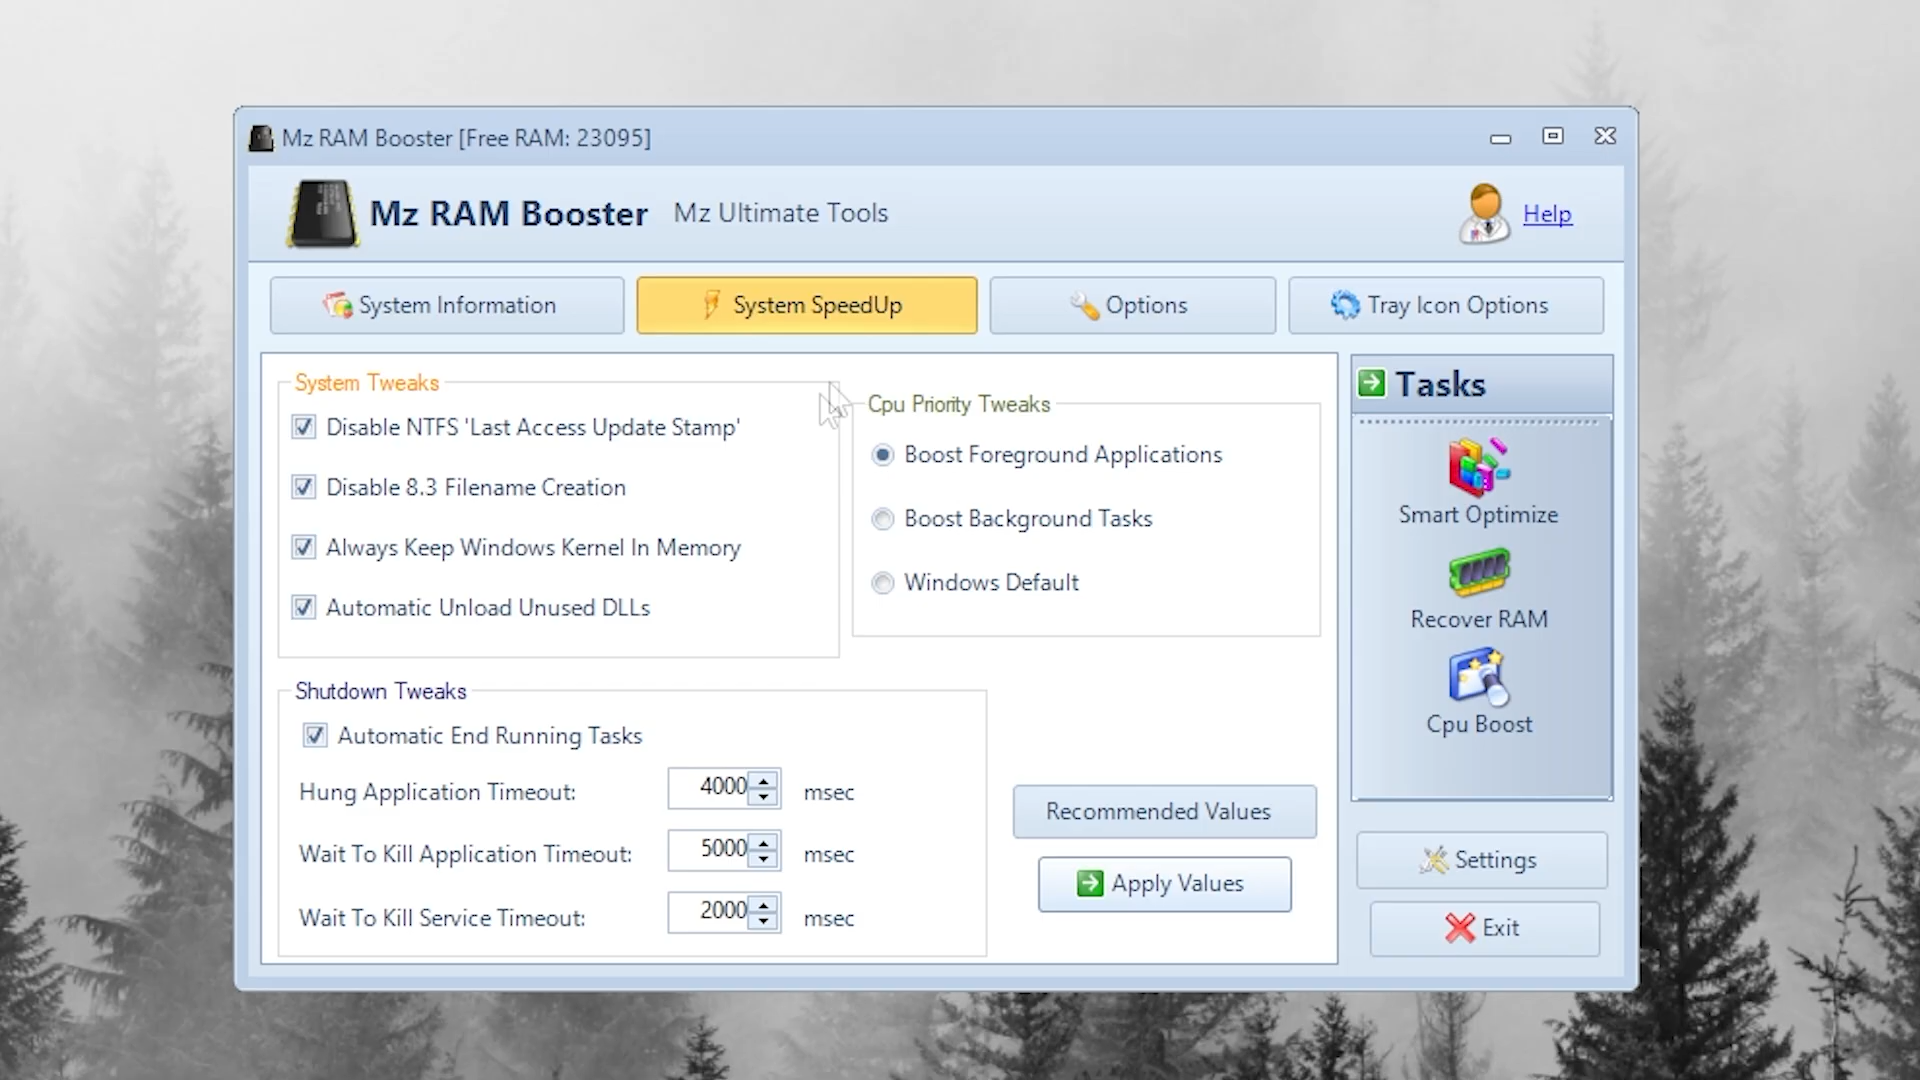 Mz RAM Booster [Free RAM: 23095]
Mz RAM Booster Mz Ultimate Tools
Help
System Information
System SpeedUp
Options
Tray Icon Options
System Tweaks
Disable NTFS 'Last Access Update Stamp'
Disable 8.3 Filename Creation
Always Keep Windows Kernel In Memory
Automatic Unload Unused DLLs
Cpu Priority Tweaks
Boost Foreground Applications
Boost Background Tasks
Windows Default
Shutdown Tweaks
Automatic End Running Tasks
Hung Application Timeout: 4000 msec
Wait To Kill Application Timeout: 5000 msec
Wait To Kill Service Timeout: 2000 msec
Recommended Values
Apply Values
Tasks
Smart Optimize
Recover RAM
Cpu Boost
Settings
Exit